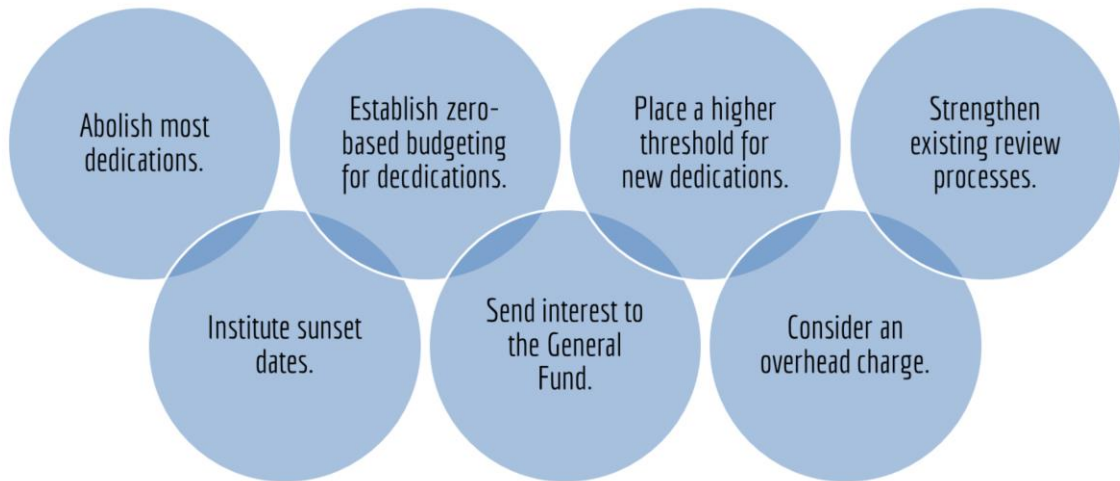 Abolish most
dedications.
Establish zero-
based budgeting
for decdications.
Place a higher
threshold for
new dedications.
Strengthen
existing review
processes.
Institute sunset
dates.
Send interest to
the General
Fund.
Consider an
overhead charge.